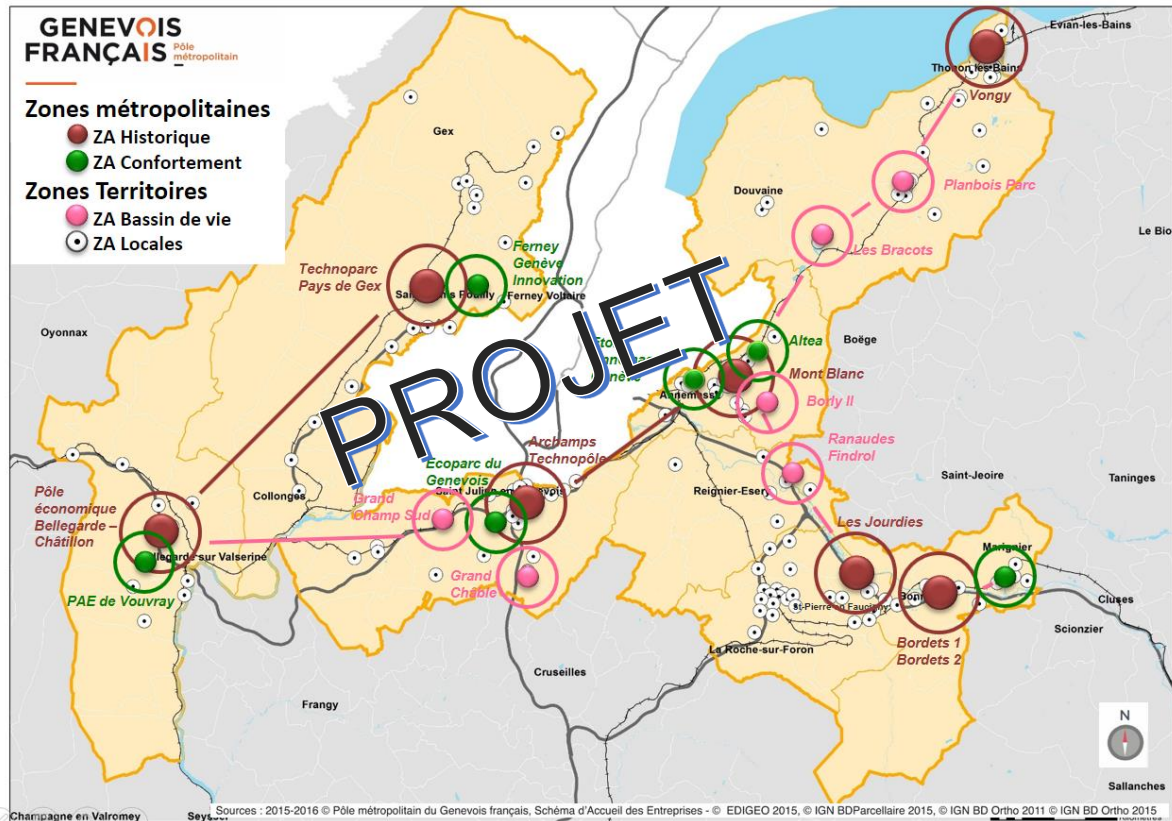 GENEVOIS
FRANÇAIS Pôle
métropolitain
Zones métropolitaines
ZA Historique
ZA Confortement
Zones Territoires
ZA Bassin de vie
ZA Locales
Evian-les-Bains
Thonon les Bains
Vongy
Gex
Douvaine
Planbois Parc
Le Bio
Les Bracots
Ferney
Genève
Innovation
Technoparc
Pays de Gex
Ferney Voltaire
Oyonnax
PROJET
Altea
Boëge
Mont Blanc
Borly II
Archamps
Technopôle
Ranaudes
Findrol
Ecoparc du
Genevois
Reignier-Esery
Saint-Jeoire
Taninges
Pôle
économique
Bellegarde –
Châtillon
Collonges
Grand
Champ Sud
Les Jourdies
Marignier
PAE de Vouvray
Grand
Châble
St-Pierre en Faucigny
Cluses
Scionzier
Bordets 1
Bordets 2
La Roche-sur-Foron
Cruseilles
Frangy
N
Sallanches
Champagne en Valromey
Sources : 2015-2016 © Pôle métropolitain du Genevois français, Schéma d'Accueil des Entreprises - © EDIGEO 2015, © IGN BDParcellaire 2015, © IGN BD Ortho 2011 © IGN BD Ortho 2015